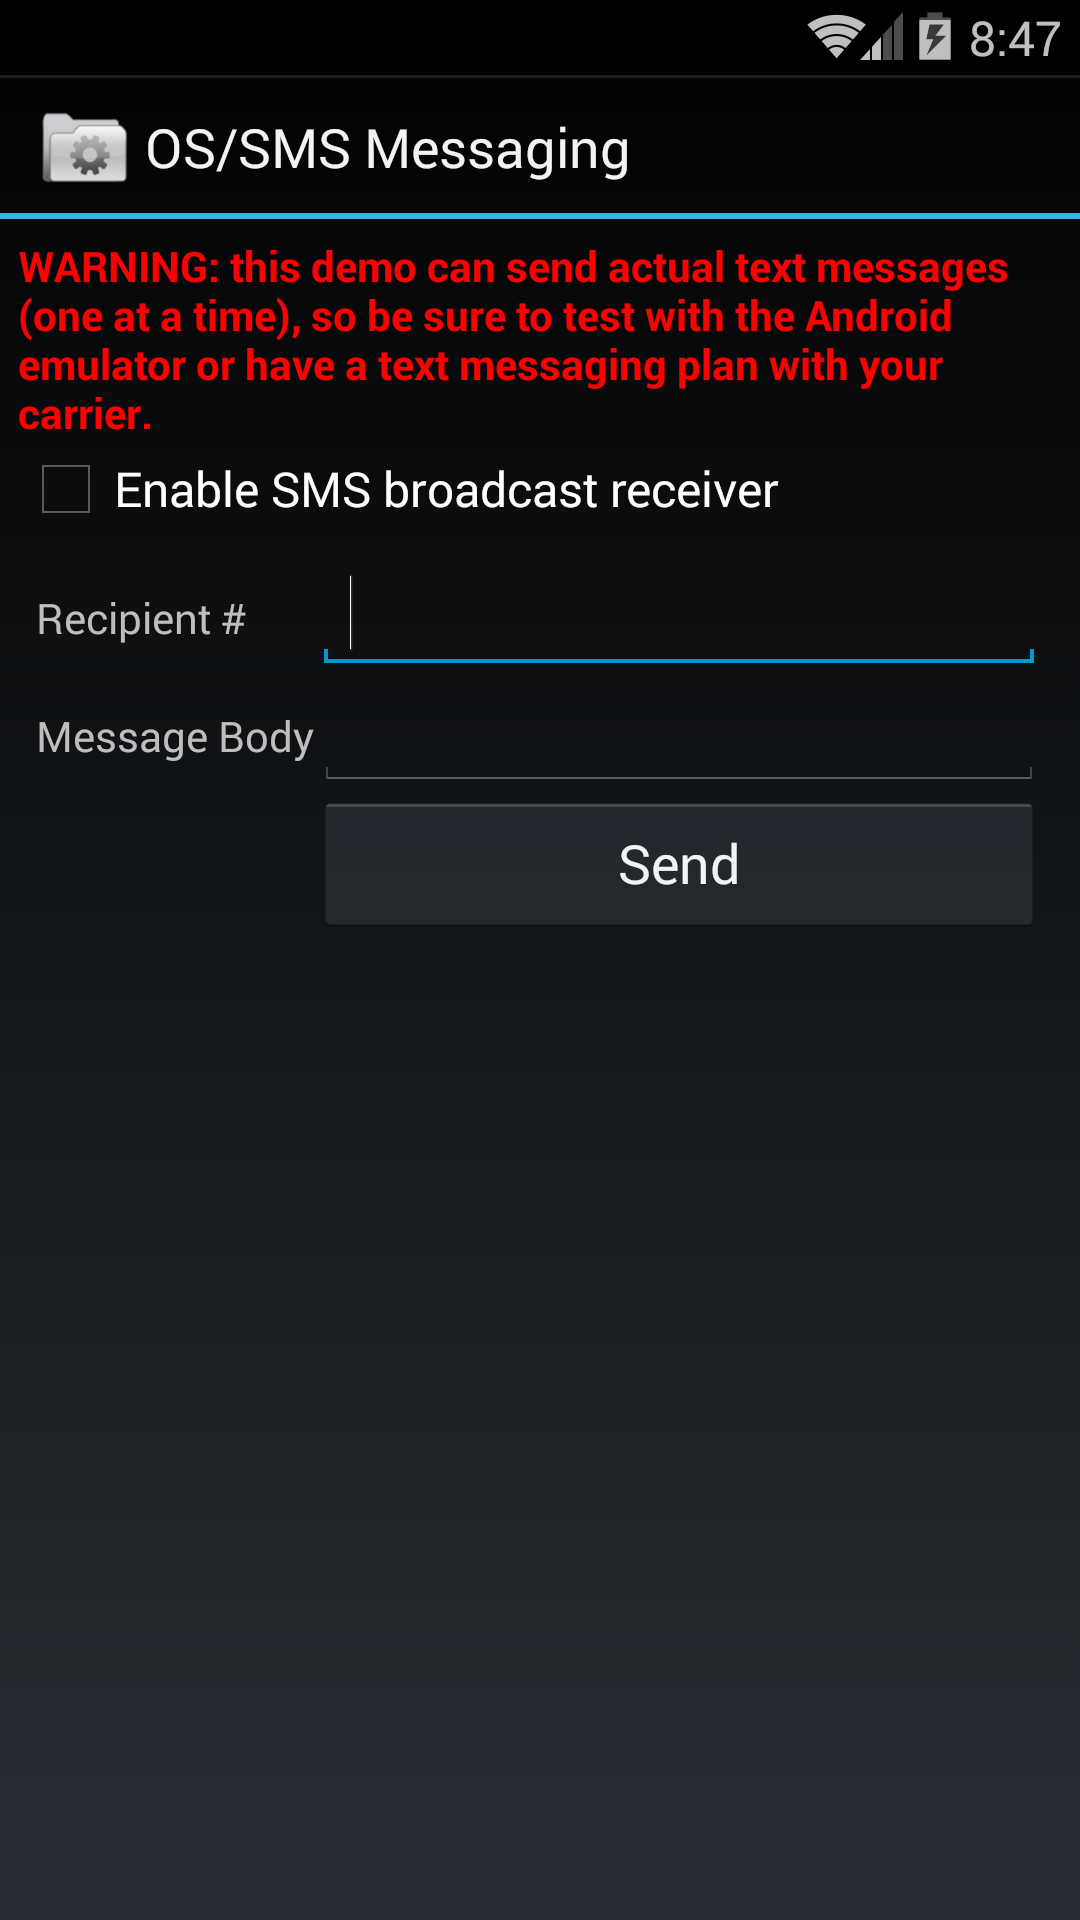 8:47
OS/SMS Messaging
WARNING: this demo can send actual text messages
(one at a time), so be sure to test with the Android
emulator or have a text messaging plan with your
carrier.
Enable SMS broadcast receiver
Recipient #
Message Body
Send